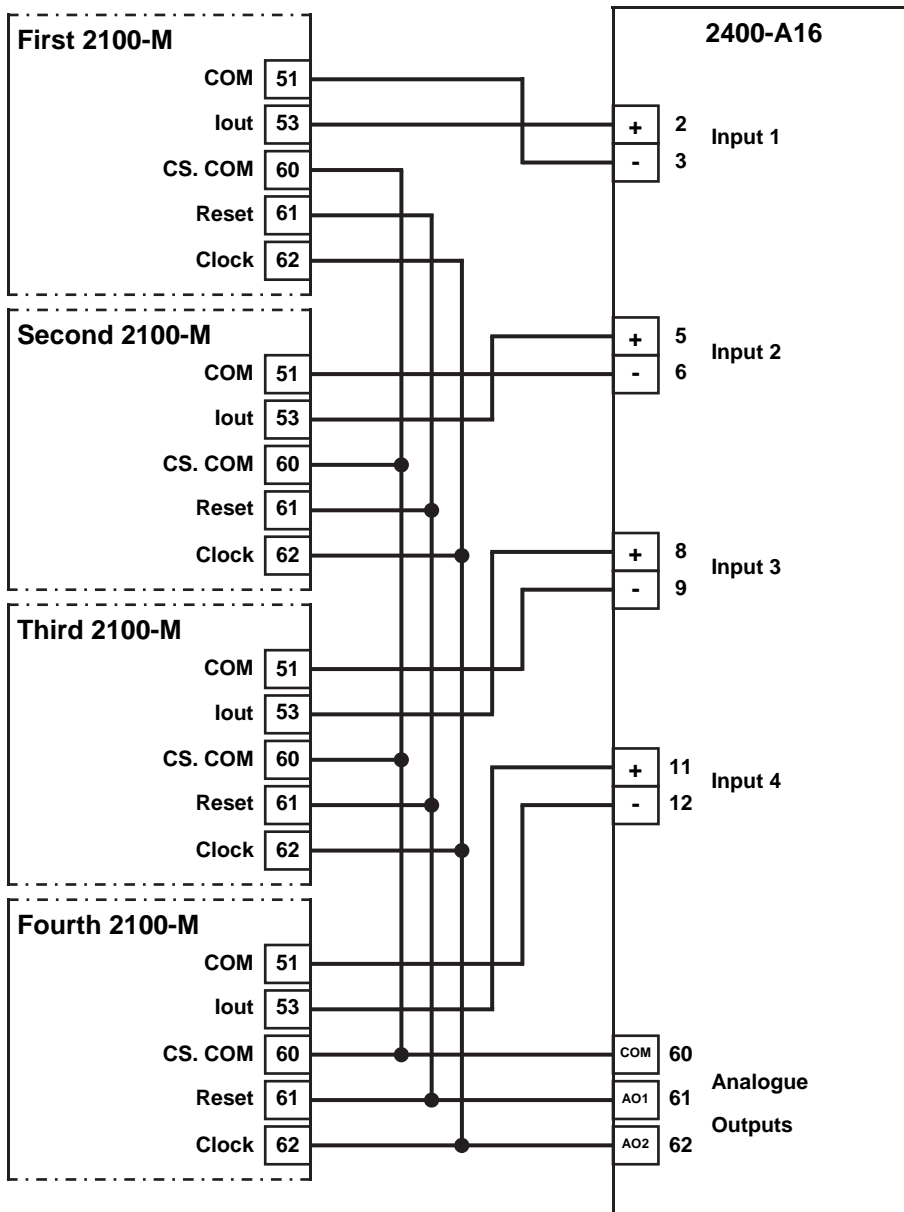 First 2100-M
COM 51
Iout 53
CS. COM 60
Reset 61
Clock 62
Second 2100-M
COM 51
Iout 53
CS. COM 60
Reset 61
Clock 62
Third 2100-M
COM 51
Iout 53
CS. COM 60
Reset 61
Clock 62
Fourth 2100-M
COM 51
Iout 53
CS. COM 60
Reset 61
Clock 62
2400-A16
+ 2
Input 1
- 3
+ 5
Input 2
- 6
+ 8
Input 3
- 9
+ 11
Input 4
- 12
COM 60
AO1 61
AO2 62
Analogue
Outputs